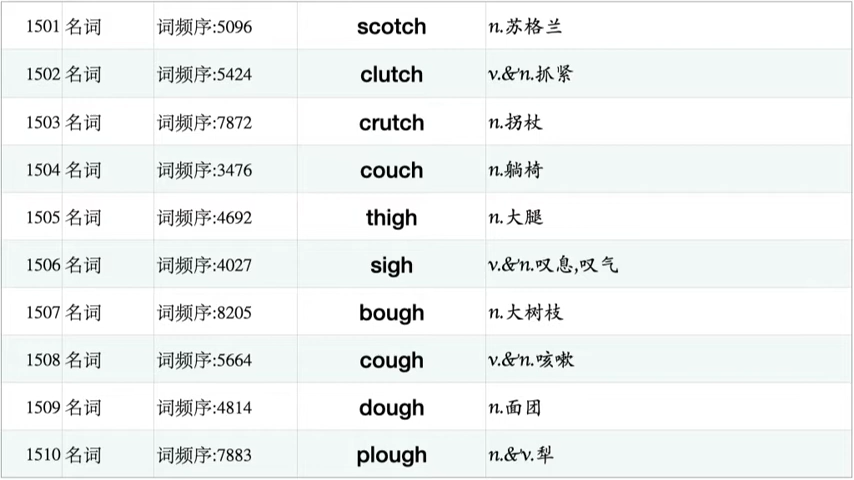 1501 名词 词频序:5096 scotch n.苏格兰
1502 名词 词频序:5424 clutch v.&n.抓紧
1503 名词 词频序:7872 crutch n.拐杖
1504 名词 词频序:3476 couch n.躺椅
1505 名词 词频序:4692 thigh n.大腿
1506 名词 词频序:4027 sigh v.&n.叹息,叹气
1507 名词 词频序:8205 bough n.大树枝
1508 名词 词频序:5664 cough v.&n.咳嗽
1509 名词 词频序:4814 dough n.面团
1510 名词 词频序:7883 plough n.&v.犁